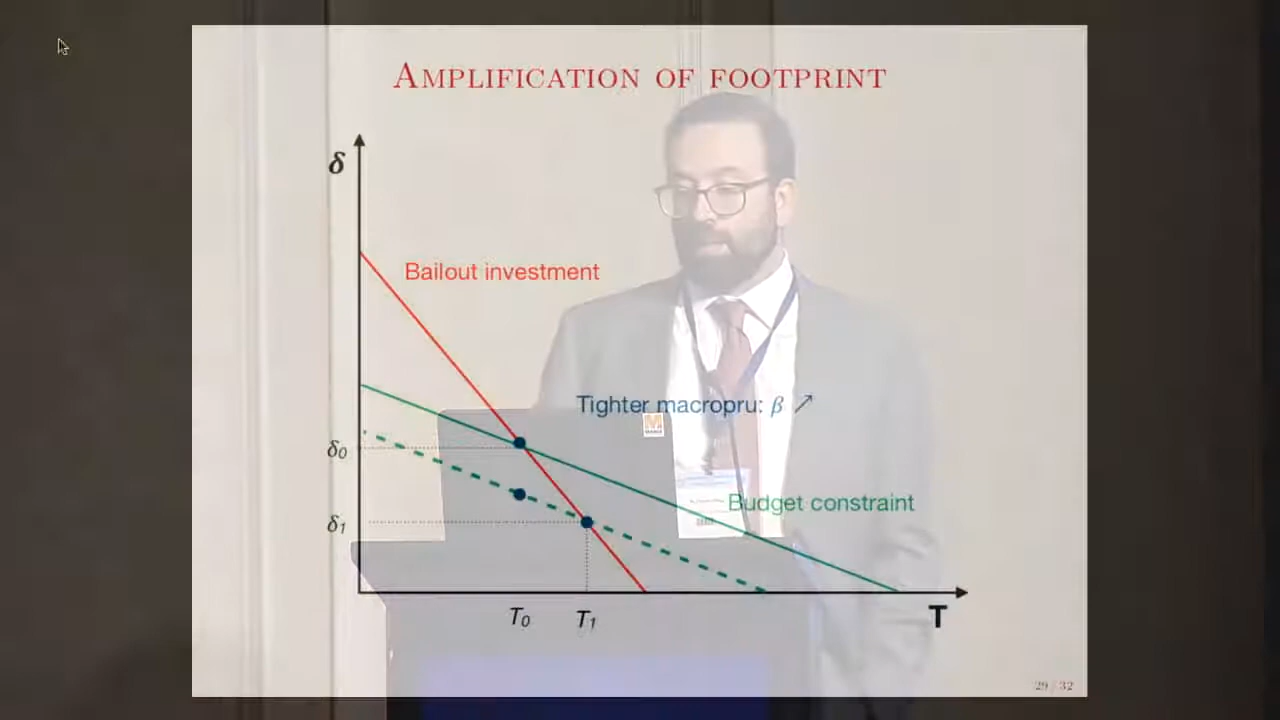 AMPLIFICATION OF FOOTPRINT
δ
Bailout investment
Tighter macropru: β ↗
M
δ₀
Budget constraint
δ₁
T₀ T₁
T
29 / 32